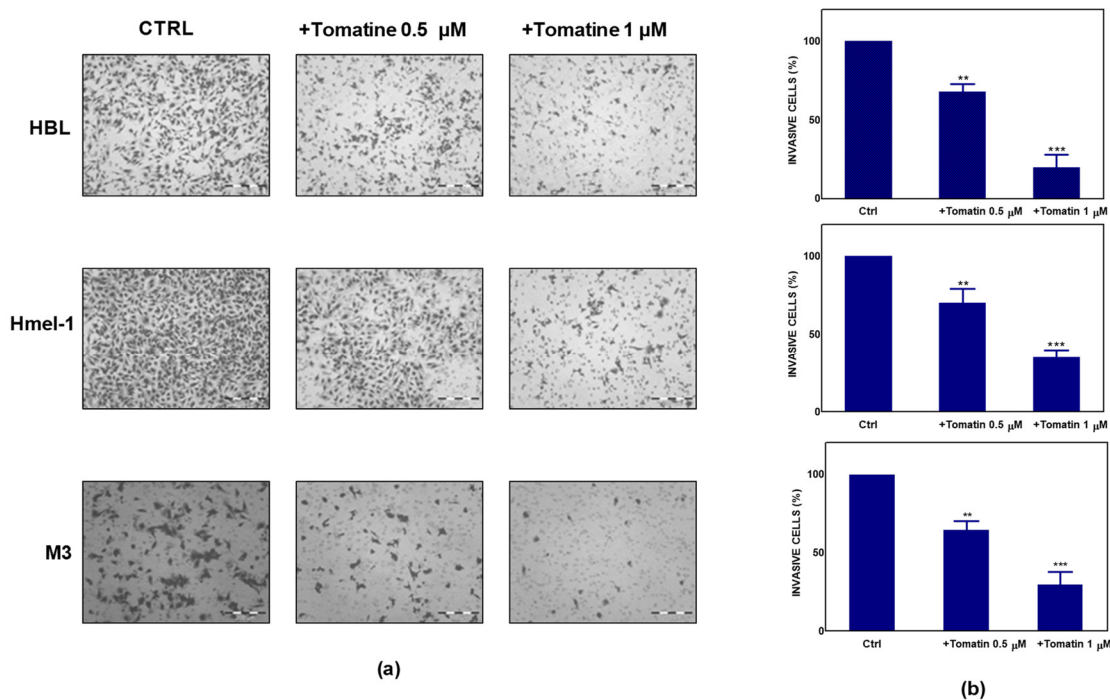 CTRL +Tomatine 0.5 µM +Tomatine 1 µM
HBL
Hmel-1
M3
(a)
INVASIVE CELLS (%)
100
50
0
**
***
Ctrl +Tomatin 0.5 µM +Tomatin 1 µM
INVASIVE CELLS (%)
100
50
0
**
***
Ctrl +Tomatin 0.5 µM +Tomatin 1 µM
INVASIVE CELLS (%)
100
50
0
**
***
Ctrl +Tomatin 0.5 µM +Tomatin 1 µM
(b)